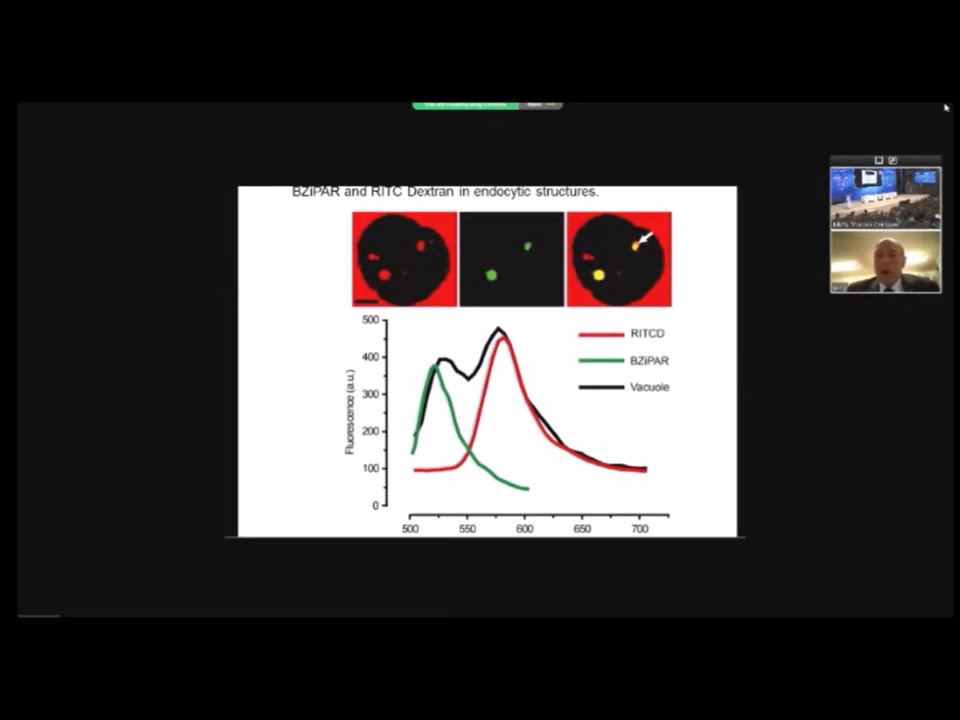 BZiPAR and RITC Dextran in endocytic structures.
500
400
300
200
100
0
Fluorescence (a.u.)
RITCD
BZiPAR
Vacuole
500 550 600 650 700